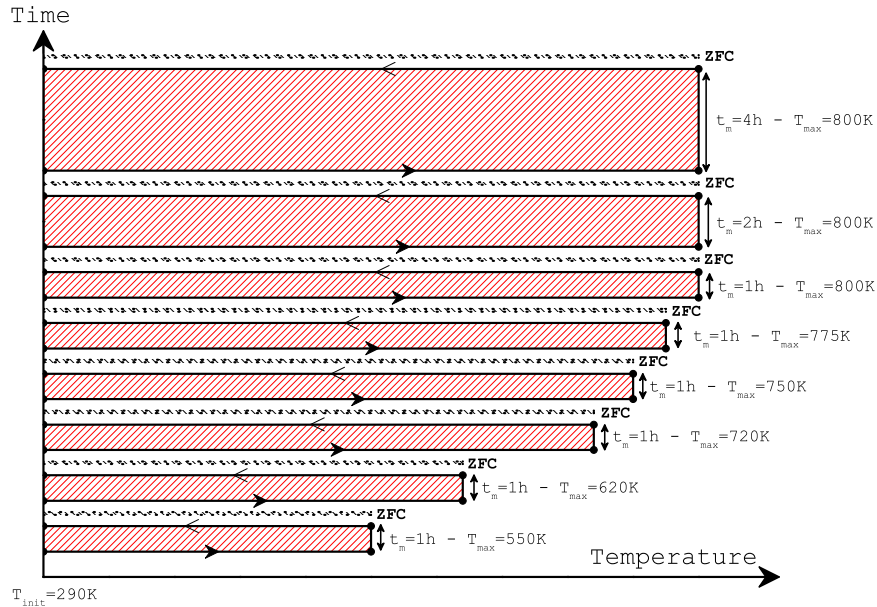 Time
ZFC
t_m=4h - T_max=800K
ZFC
t_m=2h - T_max=800K
ZFC
t_m=1h - T_max=800K
ZFC
t_m=1h - T_max=775K
ZFC
t_m=1h - T_max=750K
ZFC
t_m=1h - T_max=720K
ZFC
t_m=1h - T_max=620K
ZFC
t_m=1h - T_max=550K
Temperature
T_init=290K